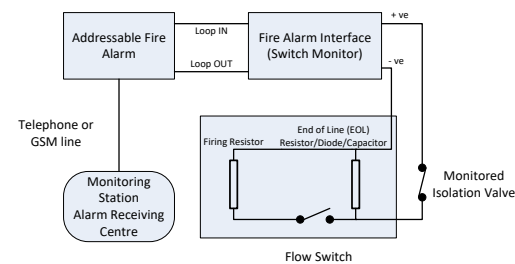 Addressable Fire
Alarm
Loop IN
Loop OUT
Fire Alarm Interface
(Switch Monitor)
+ ve
- ve
Telephone or
GSM line
Monitoring
Station
Alarm Receiving
Centre
Firing Resistor
End of Line (EOL)
Resistor/Diode/Capacitor
Monitored
Isolation Valve
Flow Switch